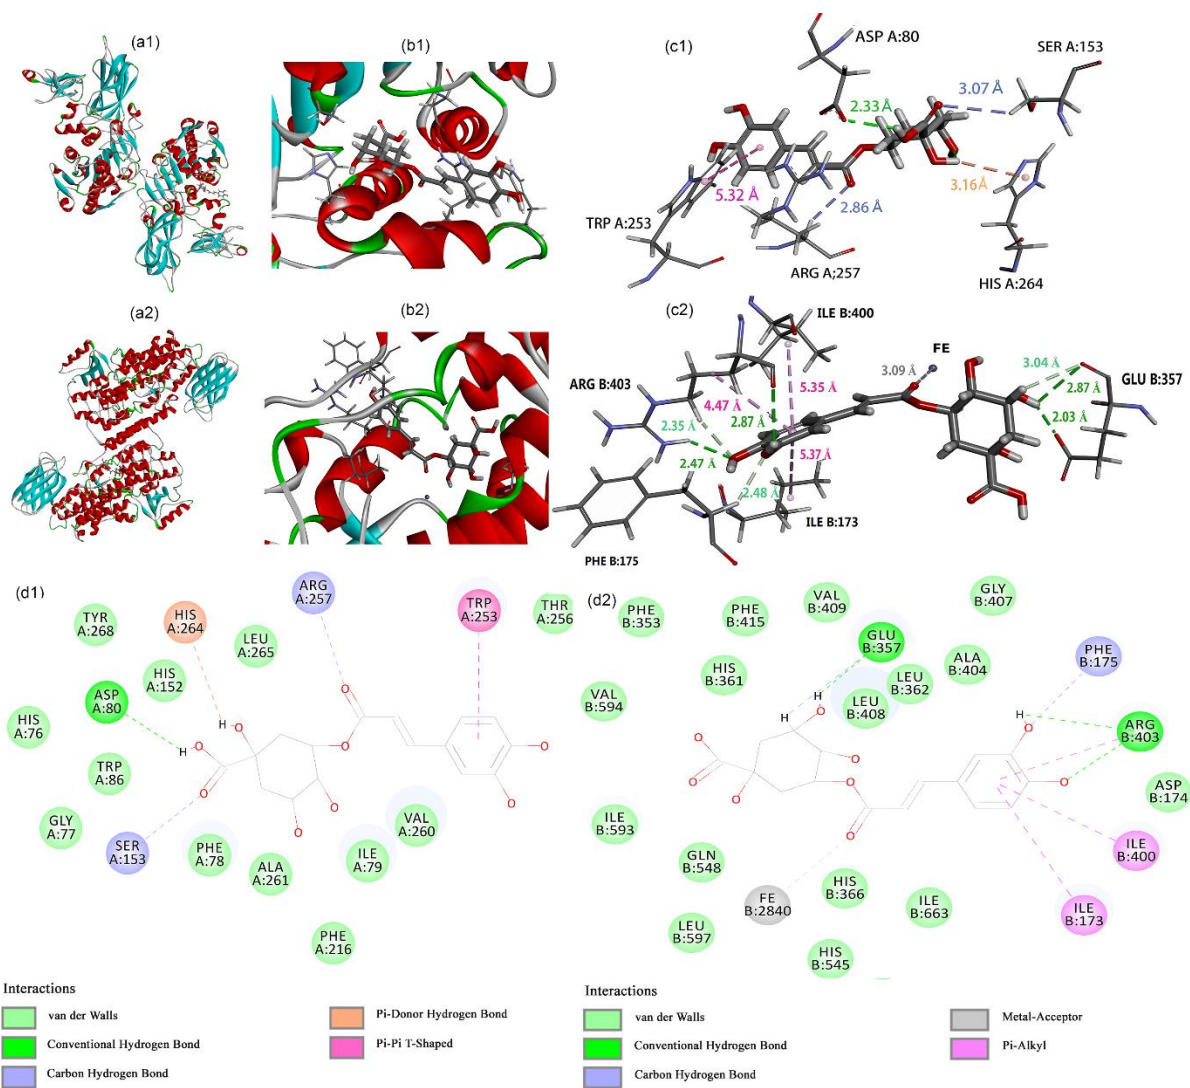 (a1)
(b1)
(c1)
ASP A:80
SER A:153
3.07 Å
2.33 Å
5.32 Å
3.16 Å
2.86 Å
TRP A:253
ARG A;257
HIS A:264
(a2)
(b2)
(c2)
ILE B:400
FE
3.04 Å
3.09 Å
ARG B:403
5.35 Å
2.87 Å
GLU B:357
4.47 Å
2.35 Å
2.87 Å
2.03 Å
5.37 Å
2.47 Å
2.48 Å
ILE B:173
PHE B:175
(d1)
ARG
A:257
TRP
A:253
THR
A:256
TYR
A:268
HIS
A:264
LEU
A:265
HIS
A:152
ASP
A:80
HIS
A:76
TRP
A:86
GLY
A:77
SER
A:153
PHE
A:78
ALA
A:261
ILE
A:79
VAL
A:260
PHE
A:216
H
O
H
O
O
O
O
O
O
O
O
(d2)
PHE
B:353
PHE
B:415
VAL
B:409
GLY
B:407
GLU
B:357
PHE
B:175
HIS
B:361
LEU
B:362
ALA
B:404
VAL
B:594
LEU
B:408
ARG
B:403
ASP
B:174
ILE
B:593
GLN
B:548
ILE
B:400
FE
B:2840
HIS
B:366
ILE
B:663
ILE
B:173
LEU
B:597
HIS
B:545
H
H
O
O
O
O
O
O
O
H
O
O
Interactions
van der Walls
Conventional Hydrogen Bond
Carbon Hydrogen Bond
Pi-Donor Hydrogen Bond
Pi-Pi T-Shaped
Interactions
van der Walls
Conventional Hydrogen Bond
Carbon Hydrogen Bond
Metal-Acceptor
Pi-Alkyl